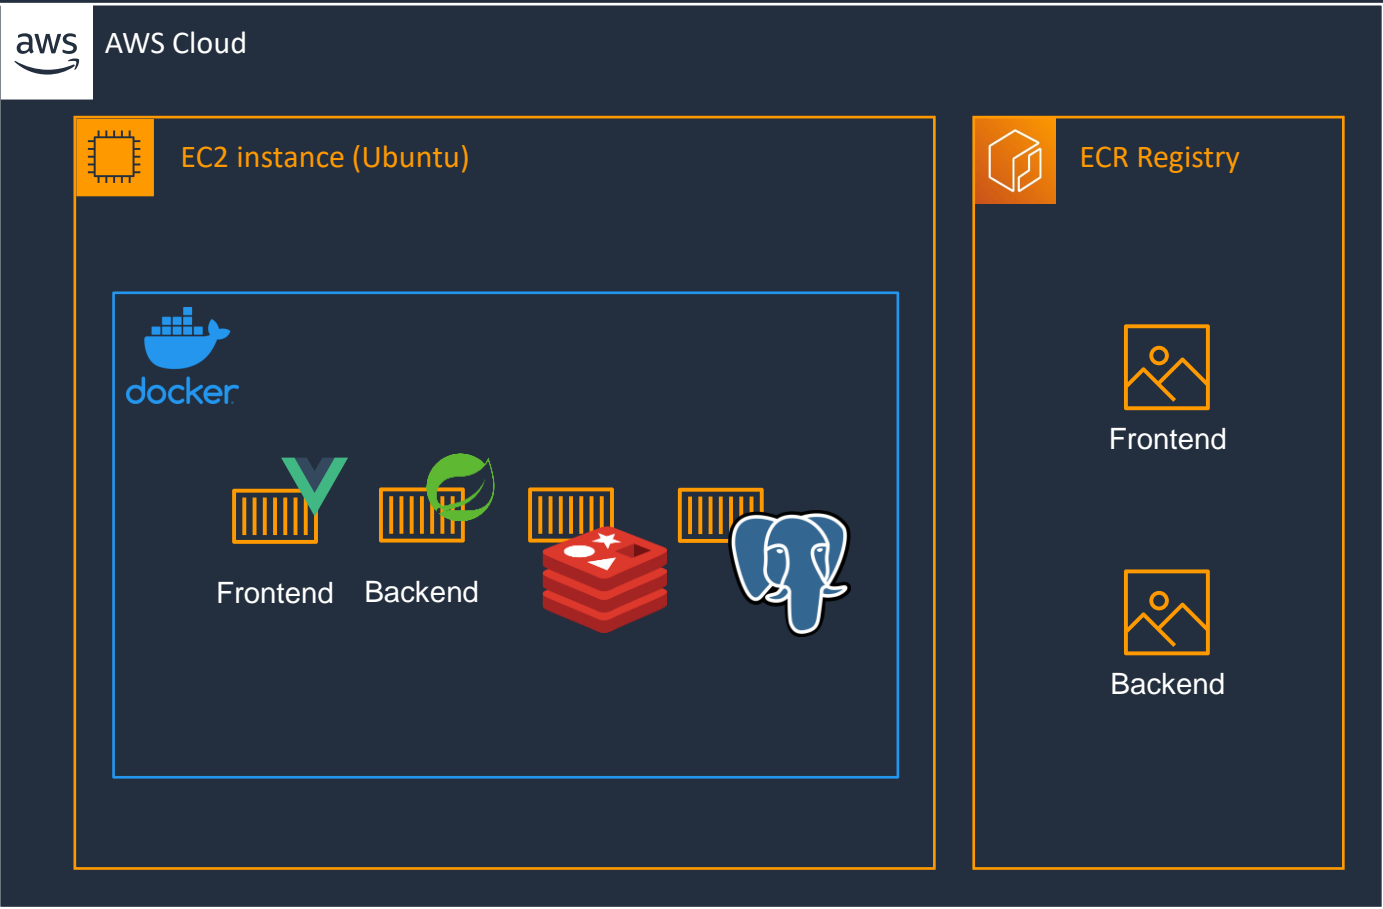 aws
AWS Cloud
EC2 instance (Ubuntu)
ECR Registry
docker
Frontend
Frontend
Backend
Backend